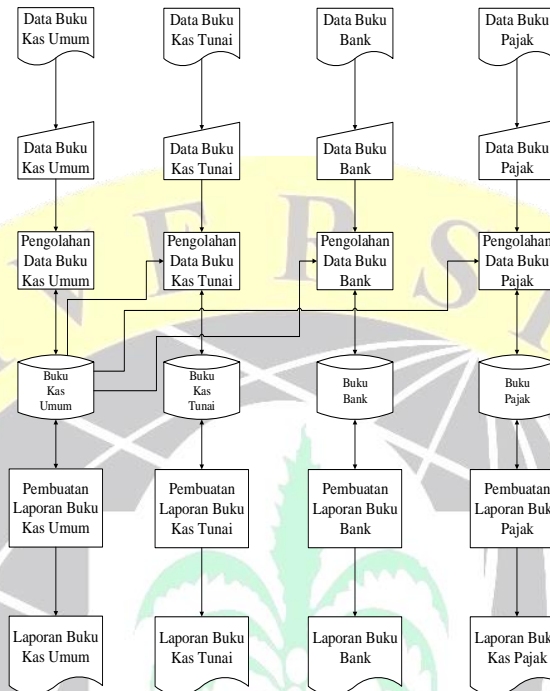 Data Buku
Kas Umum
Data Buku
Kas Tunai
Data Buku
Bank
Data Buku
Pajak
Data Buku
Kas Umum
Data Buku
Kas Tunai
Data Buku
Bank
Data Buku
Pajak
Pengolahan
Data Buku
Kas Umum
Pengolahan
Data Buku
Kas Tunai
Pengolahan
Data Buku
Bank
Pengolahan
Data Buku
Pajak
Buku
Kas
Umum
Buku
Kas
Tunai
Buku
Bank
Buku
Pajak
Pembuatan
Laporan Buku
Kas Umum
Pembuatan
Laporan Buku
Kas Tunai
Pembuatan
Laporan Buku
Bank
Pembuatan
Laporan Buk
Pajak
Laporan Buku
Kas Umum
Laporan Buku
Kas Tunai
Laporan Buku
Bank
Laporan Buk
Kas Pajak
IVERSI